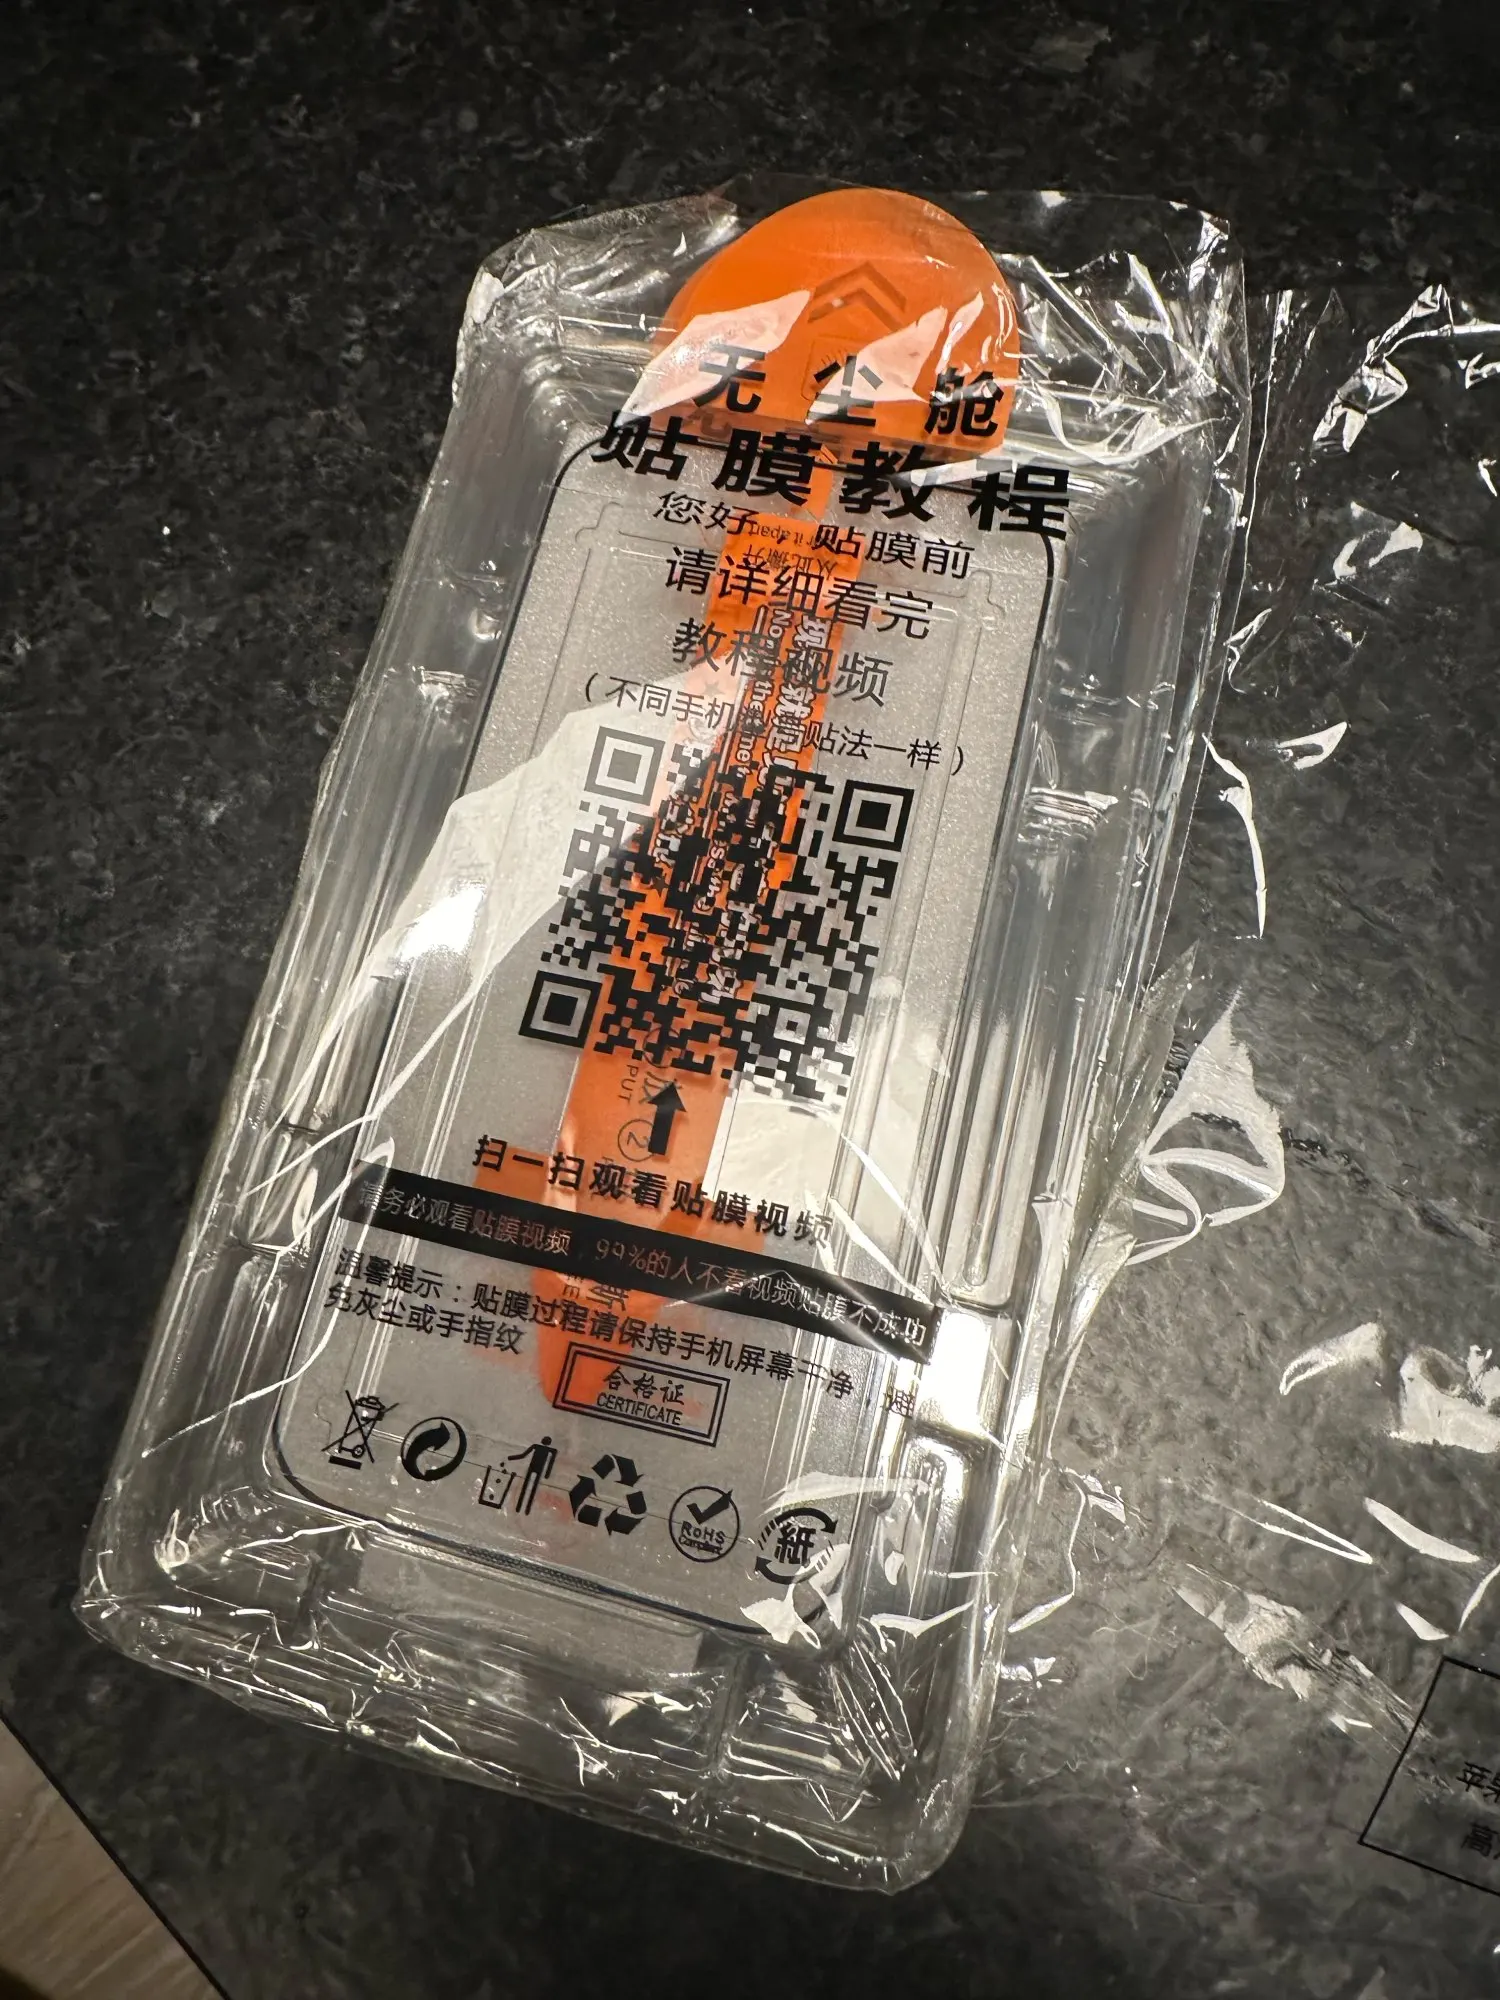 无尘舱
贴膜教程
您好，贴膜前
请详细看完
教程视频
（不同手机 贴法一样）
PUT
②
扫一扫观看贴膜视频
请务必观看贴膜视频，99%的人不看视频贴膜不成功
温馨提示：贴膜过程请保持手机屏幕干净，避
免灰尘或手指纹
合格证
CERTIFICATE
RoHS
Compliant
紙